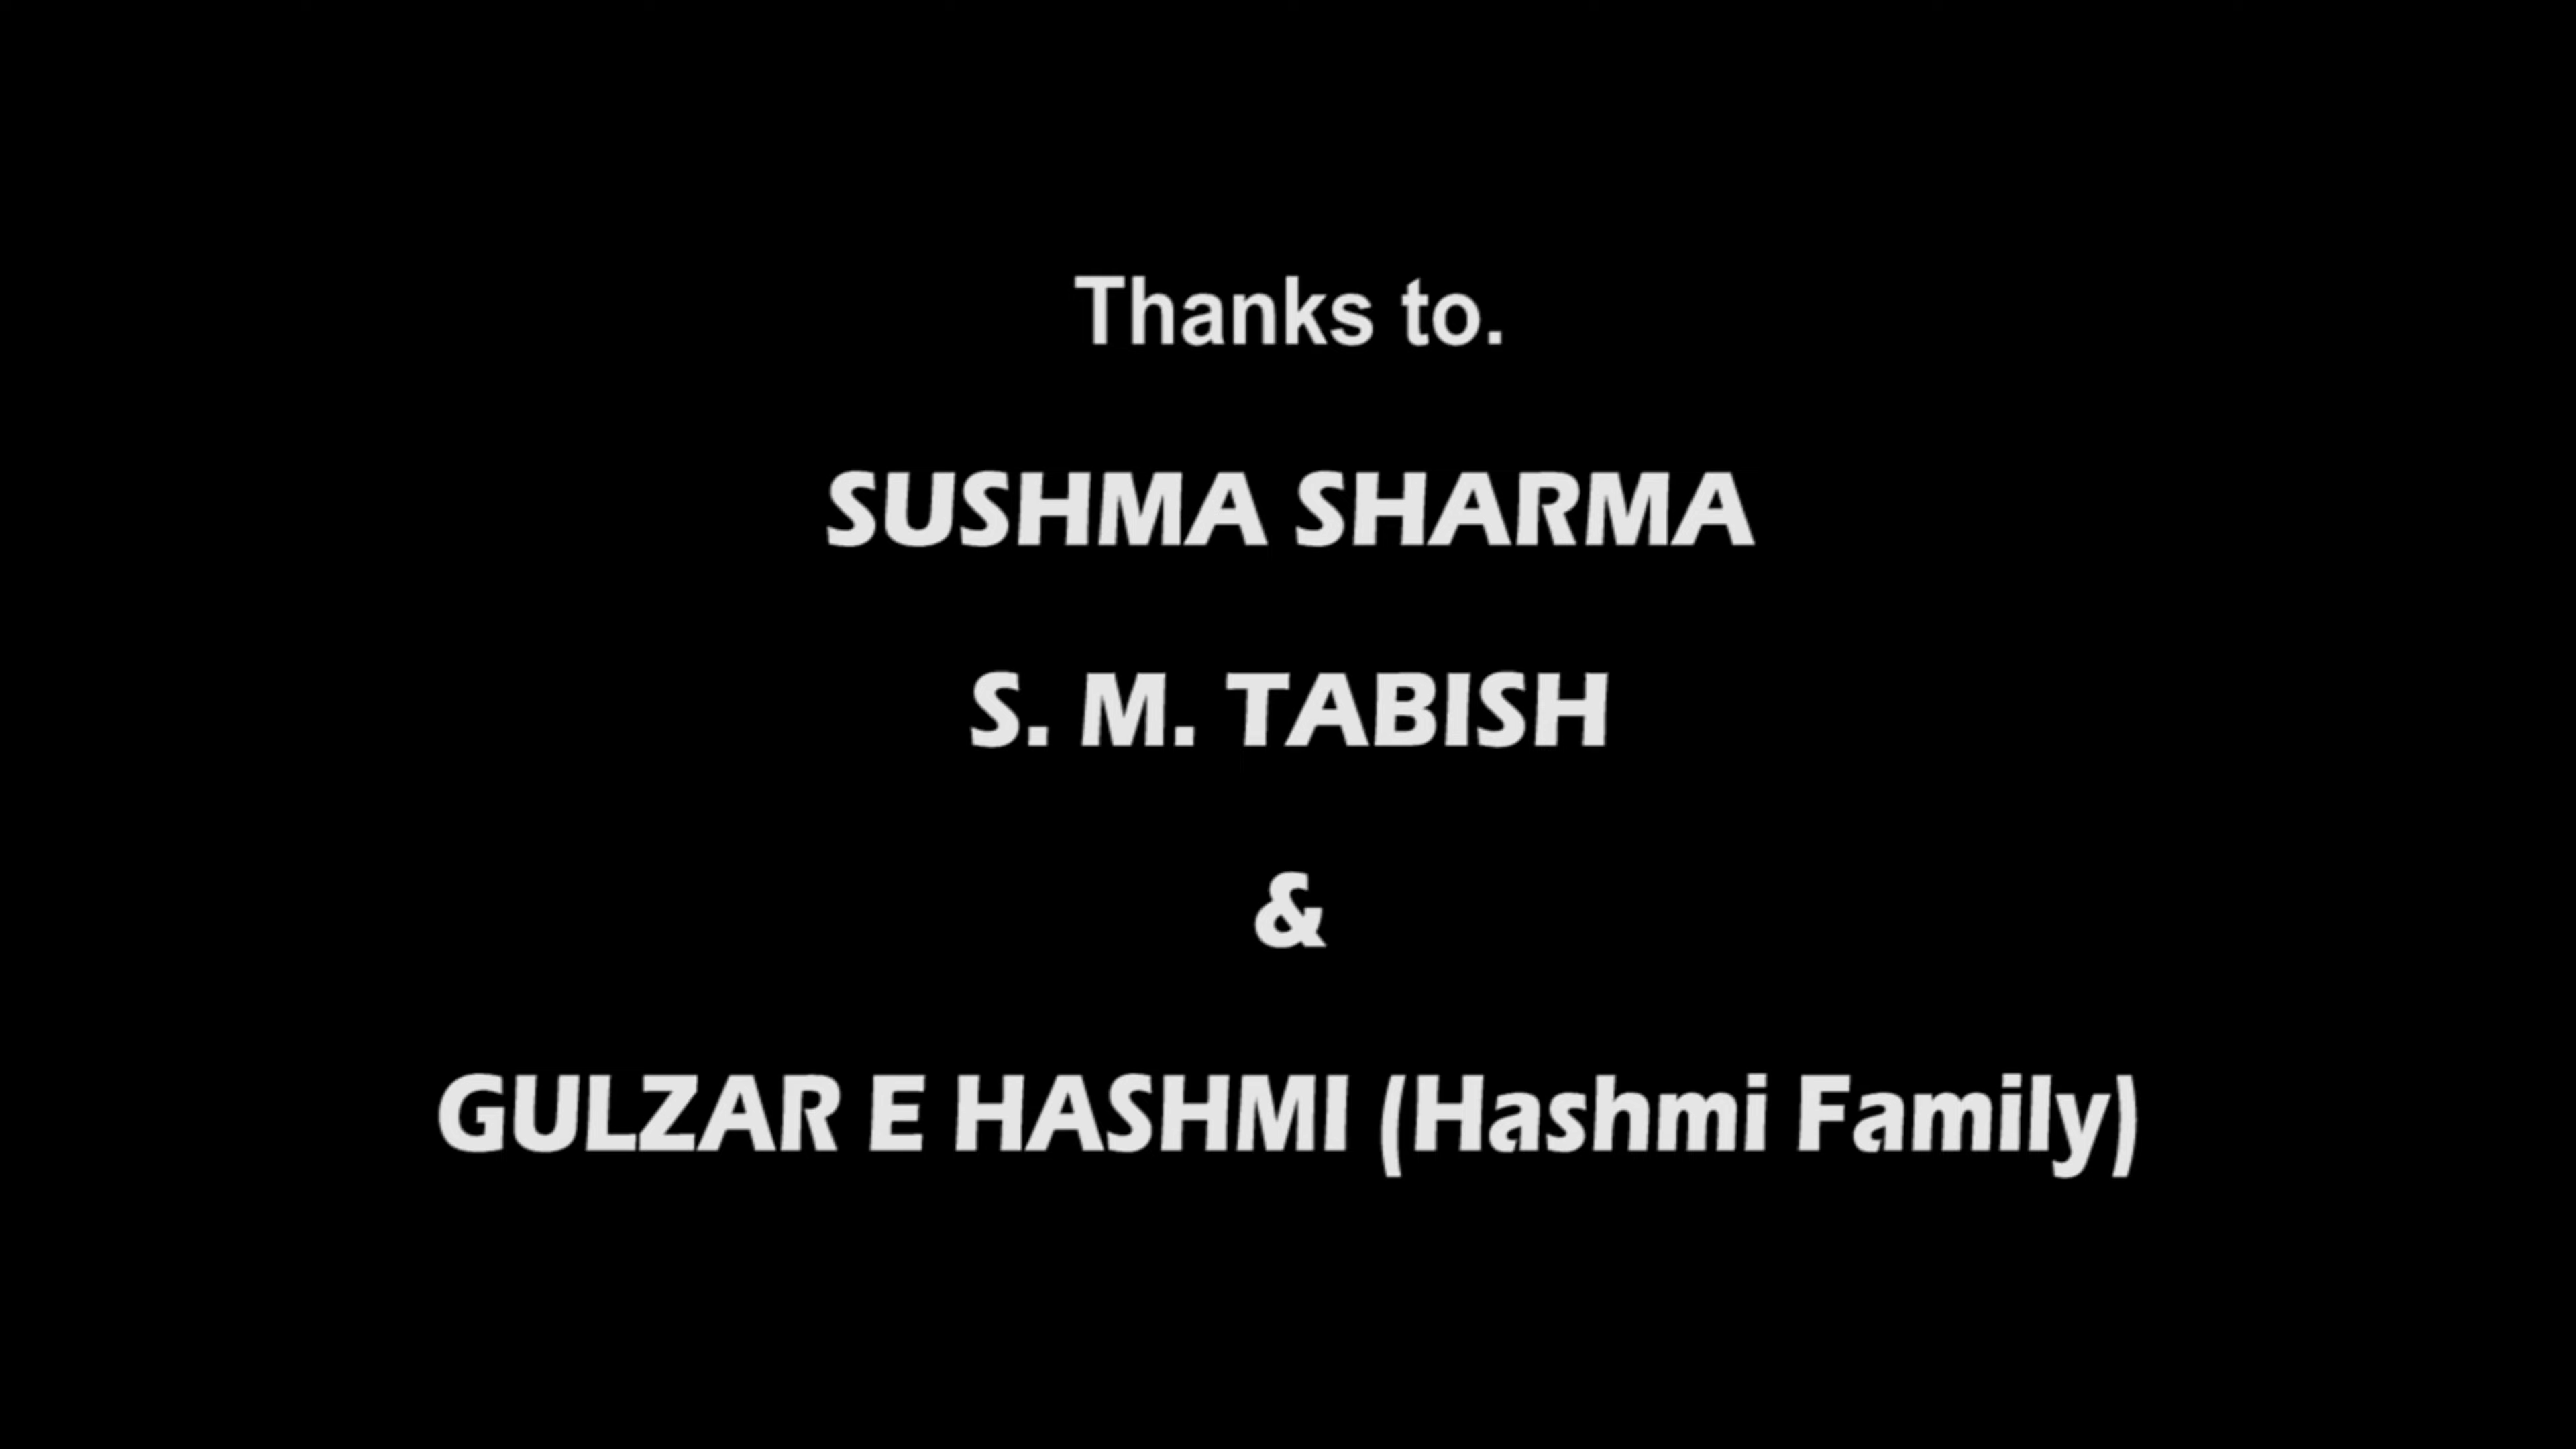 Thanks to.
SUSHMA SHARMA
S. M. TABISH
&
GULZAR E HASHMI (Hashmi Family)